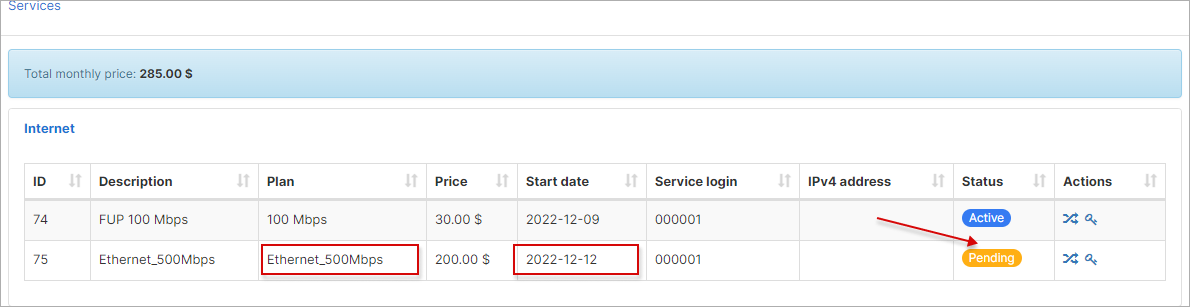 Services
Total monthly price: 285.00 $
Internet
ID Description Plan Price Start date Service login IPv4 address Status Actions
74 FUP 100 Mbps 100 Mbps 30.00 $ 2022-12-09 000001 Active
75 Ethernet_500Mbps Ethernet_500Mbps 200.00 $ 2022-12-12 000001 Pending